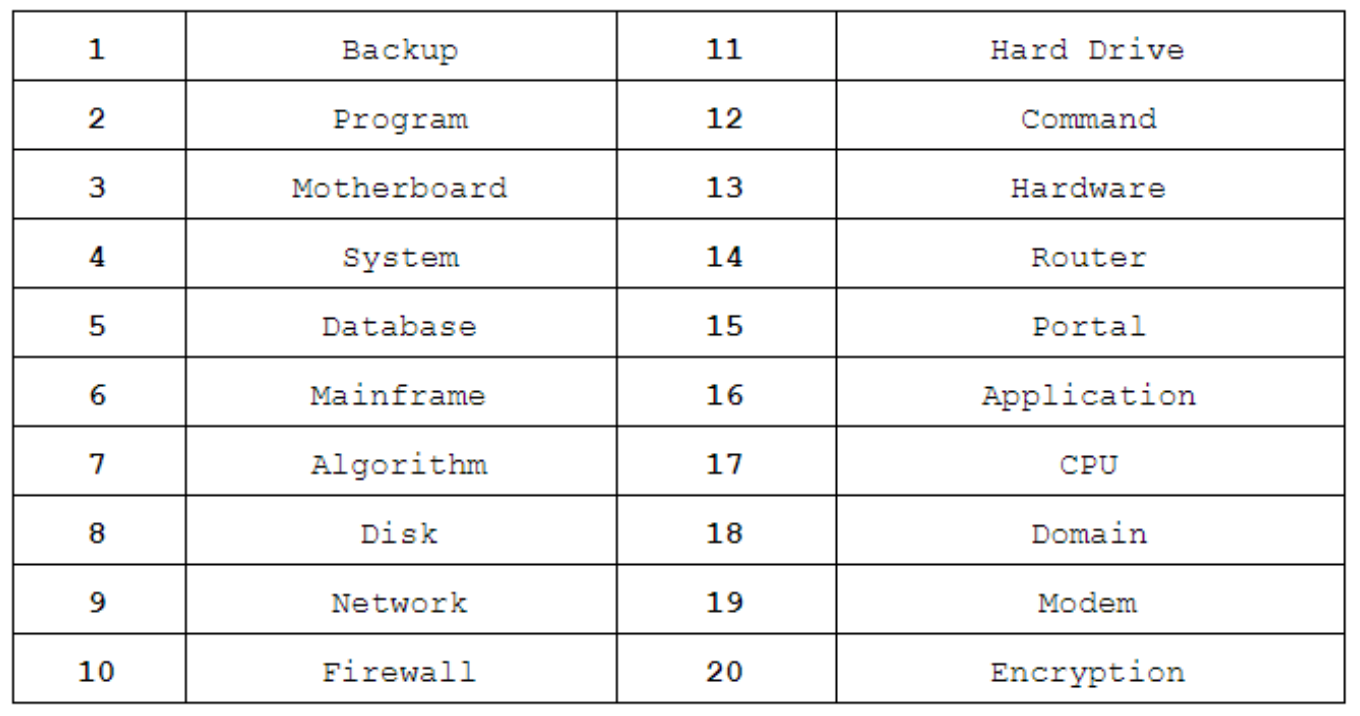 1 Backup 11 Hard Drive
2 Program 12 Command
3 Motherboard 13 Hardware
4 System 14 Router
5 Database 15 Portal
6 Mainframe 16 Application
7 Algorithm 17 CPU
8 Disk 18 Domain
9 Network 19 Modem
10 Firewall 20 Encryption